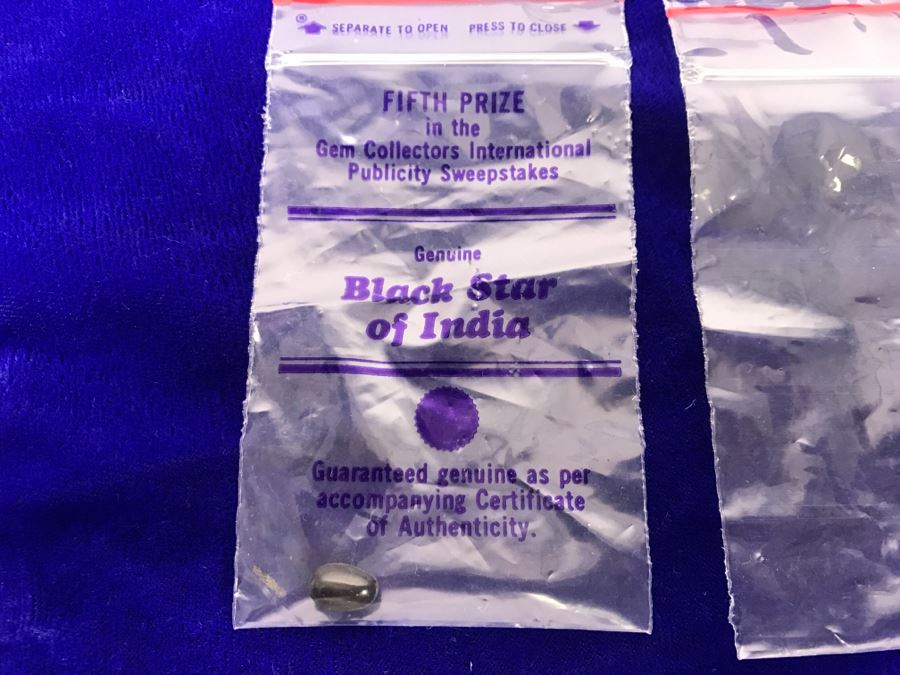 ® SEPARATE TO OPEN PRESS TO CLOSE
FIFTH PRIZE
in the
Gem Collectors International
Publicity Sweepstakes
Genuine
Black Star
of India
Guaranteed genuine as per
accompanying Certificate
of Authenticity.